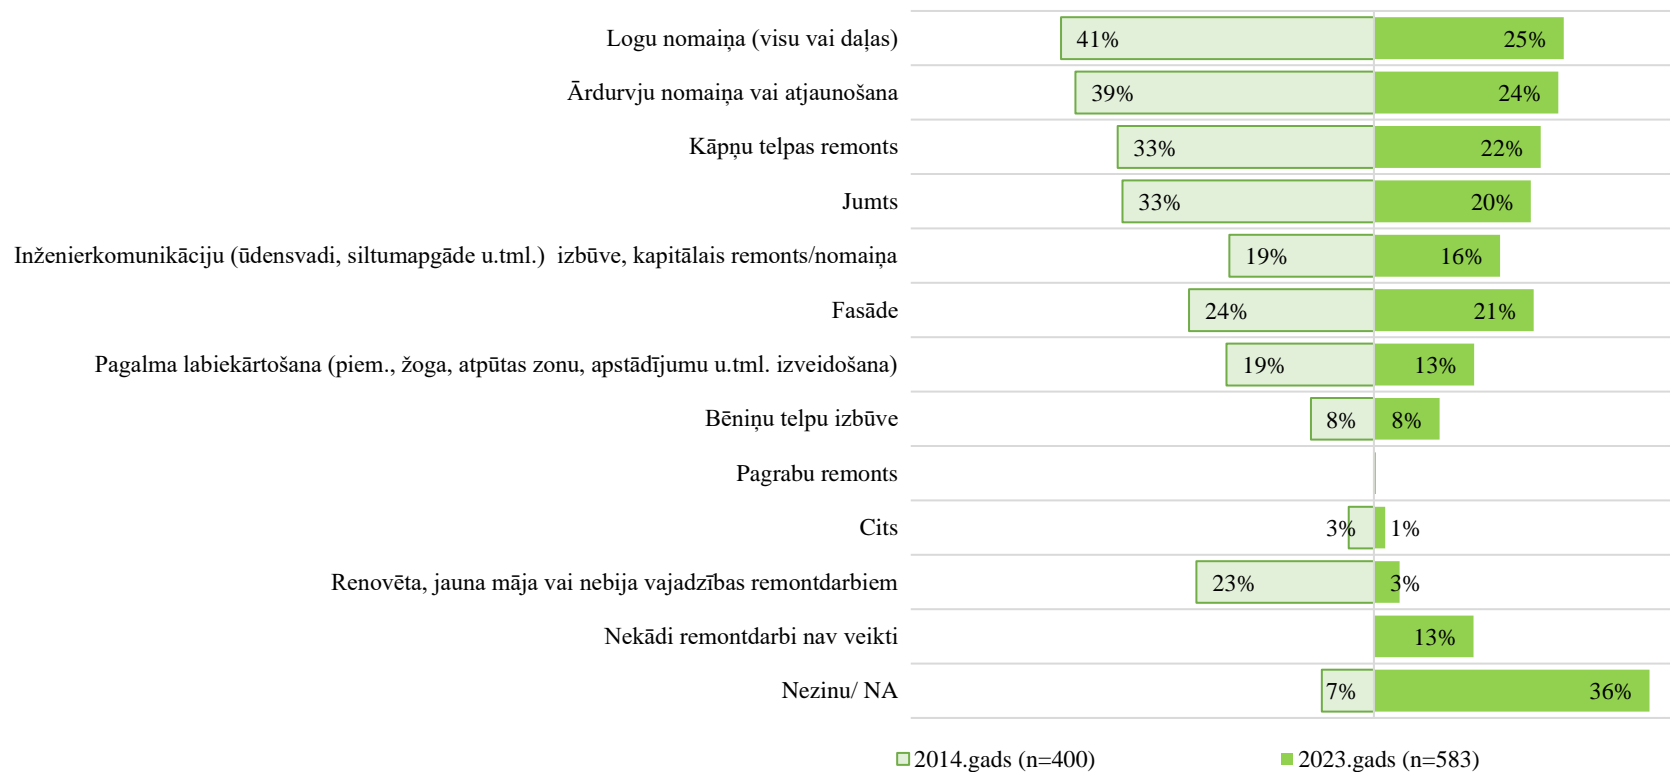 Logu nomaiņa (visu vai daļas) 41% 25%
Ārdurvju nomaiņa vai atjaunošana 39% 24%
Kāpņu telpas remonts 33% 22%
Jumts 33% 20%
Inženierkomunikāciju (ūdensvadi, siltumapgāde u.tml.) izbūve, kapitālais remonts/nomaiņa 19% 16%
Fasāde 24% 21%
Pagalma labiekārtošana (piem., žoga, atpūtas zonu, apstādījumu u.tml. izveidošana) 19% 13%
Bēniņu telpu izbūve 8% 8%
Pagrabu remonts
Cits 3% 1%
Renovēta, jauna māja vai nebija vajadzības remontdarbiem 23% 3%
Nekādi remontdarbi nav veikti 13%
Nezinu/ NA 7% 36%
2014.gads (n=400) 2023.gads (n=583)